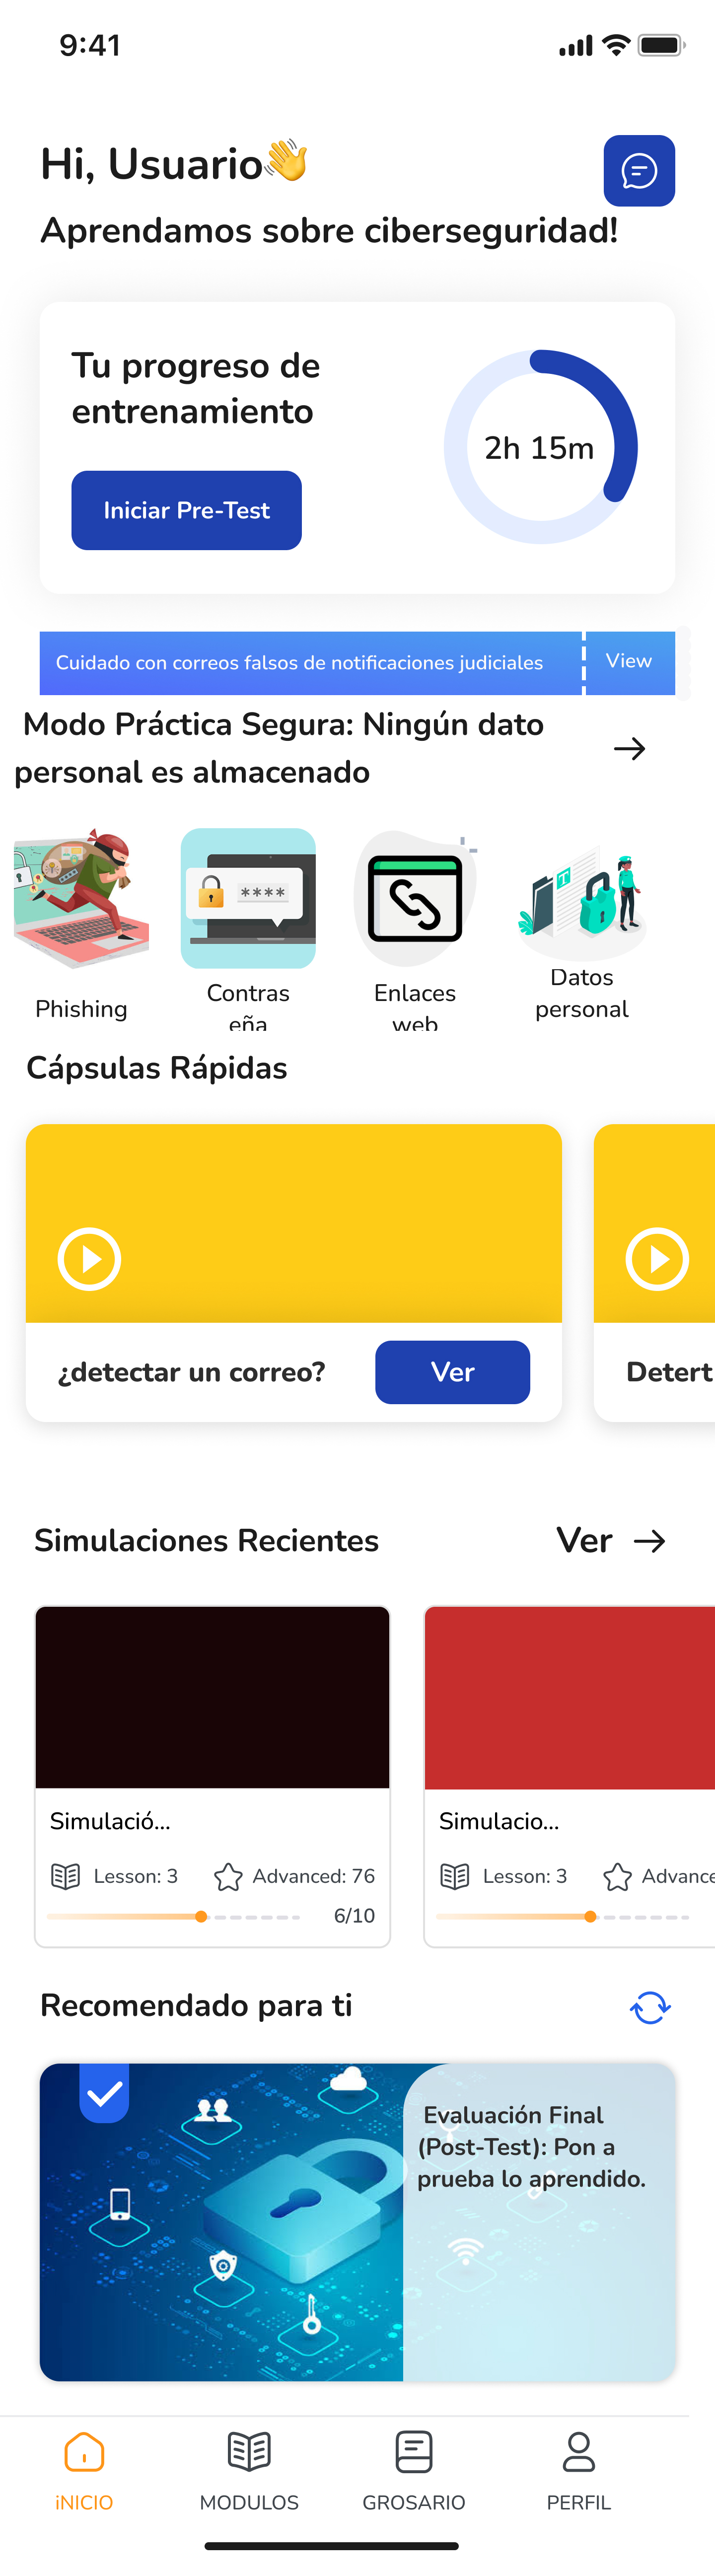 9:41
Hi, Usuario👋
Aprendamos sobre ciberseguridad!
Tu progreso de
entrenamiento
2h 15m
Iniciar Pre-Test
Cuidado con correos falsos de notificaciones judiciales
View
Modo Práctica Segura: Ningún dato
personal es almacenado
****
T
Phishing
Contras
eña
Enlaces
web
Datos
personal
Cápsulas Rápidas
¿detectar un correo?
Ver
Detert
Simulaciones Recientes
Ver
Simulació...
Lesson: 3
Advanced: 76
6/10
Simulacio...
Lesson: 3
Advance
Recomendado para ti
Evaluación Final
(Post-Test): Pon a
prueba lo aprendido.
iNICIO
MODULOS
GROSARIO
PERFIL